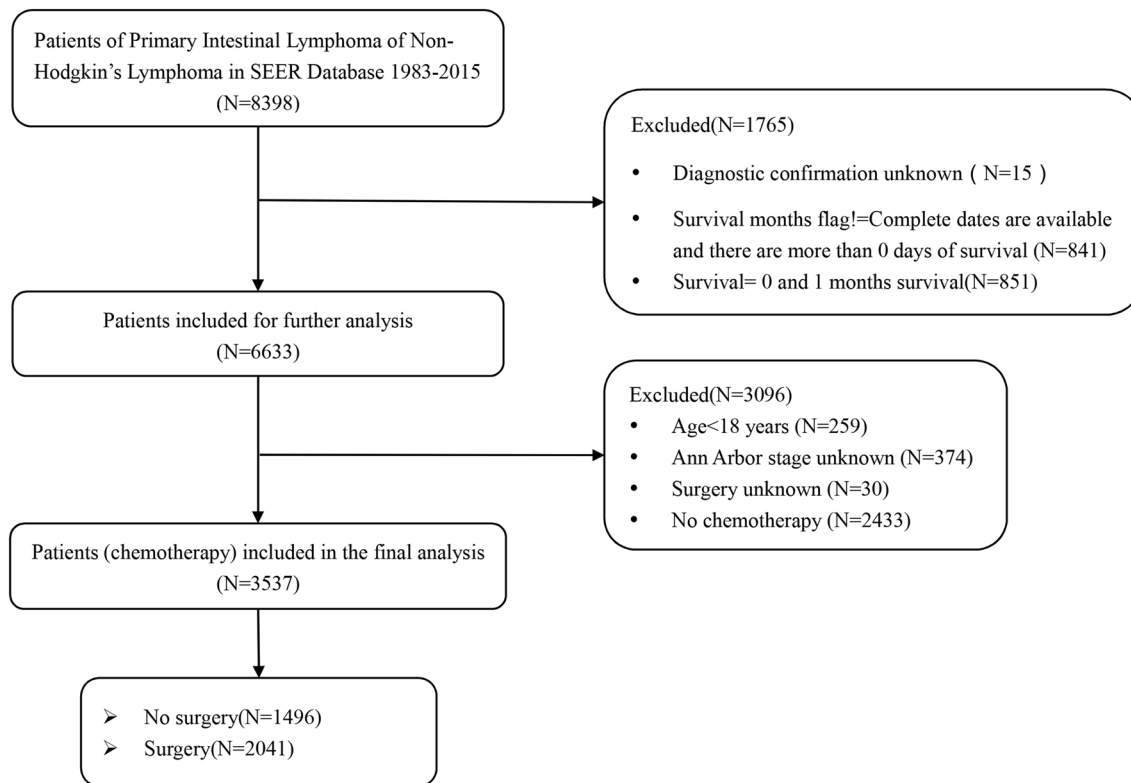 Patients of Primary Intestinal Lymphoma of Non-
Hodgkin’s Lymphoma in SEER Database 1983-2015
(N=8398)
Excluded(N=1765)
• Diagnostic confirmation unknown ( N=15 )
• Survival months flag!=Complete dates are available
and there are more than 0 days of survival (N=841)
• Survival= 0 and 1 months survival(N=851)
Patients included for further analysis
(N=6633)
Excluded(N=3096)
• Age<18 years (N=259)
• Ann Arbor stage unknown (N=374)
• Surgery unknown (N=30)
• No chemotherapy (N=2433)
Patients (chemotherapy) included in the final analysis
(N=3537)
➢ No surgery(N=1496)
➢ Surgery(N=2041)